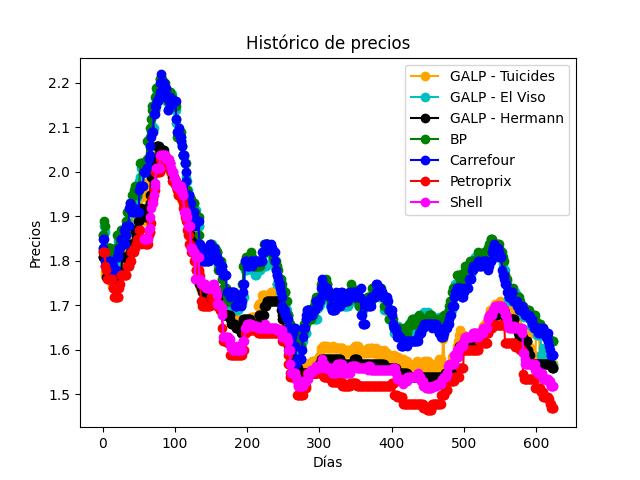 Histórico de precios
GALP - Tuicides
GALP - El Viso
GALP - Hermann
BP
Carrefour
Petroprix
Shell
Precios
2.2
2.1
2.0
1.9
1.8
1.7
1.6
1.5
0 100 200 300 400 500 600
Días